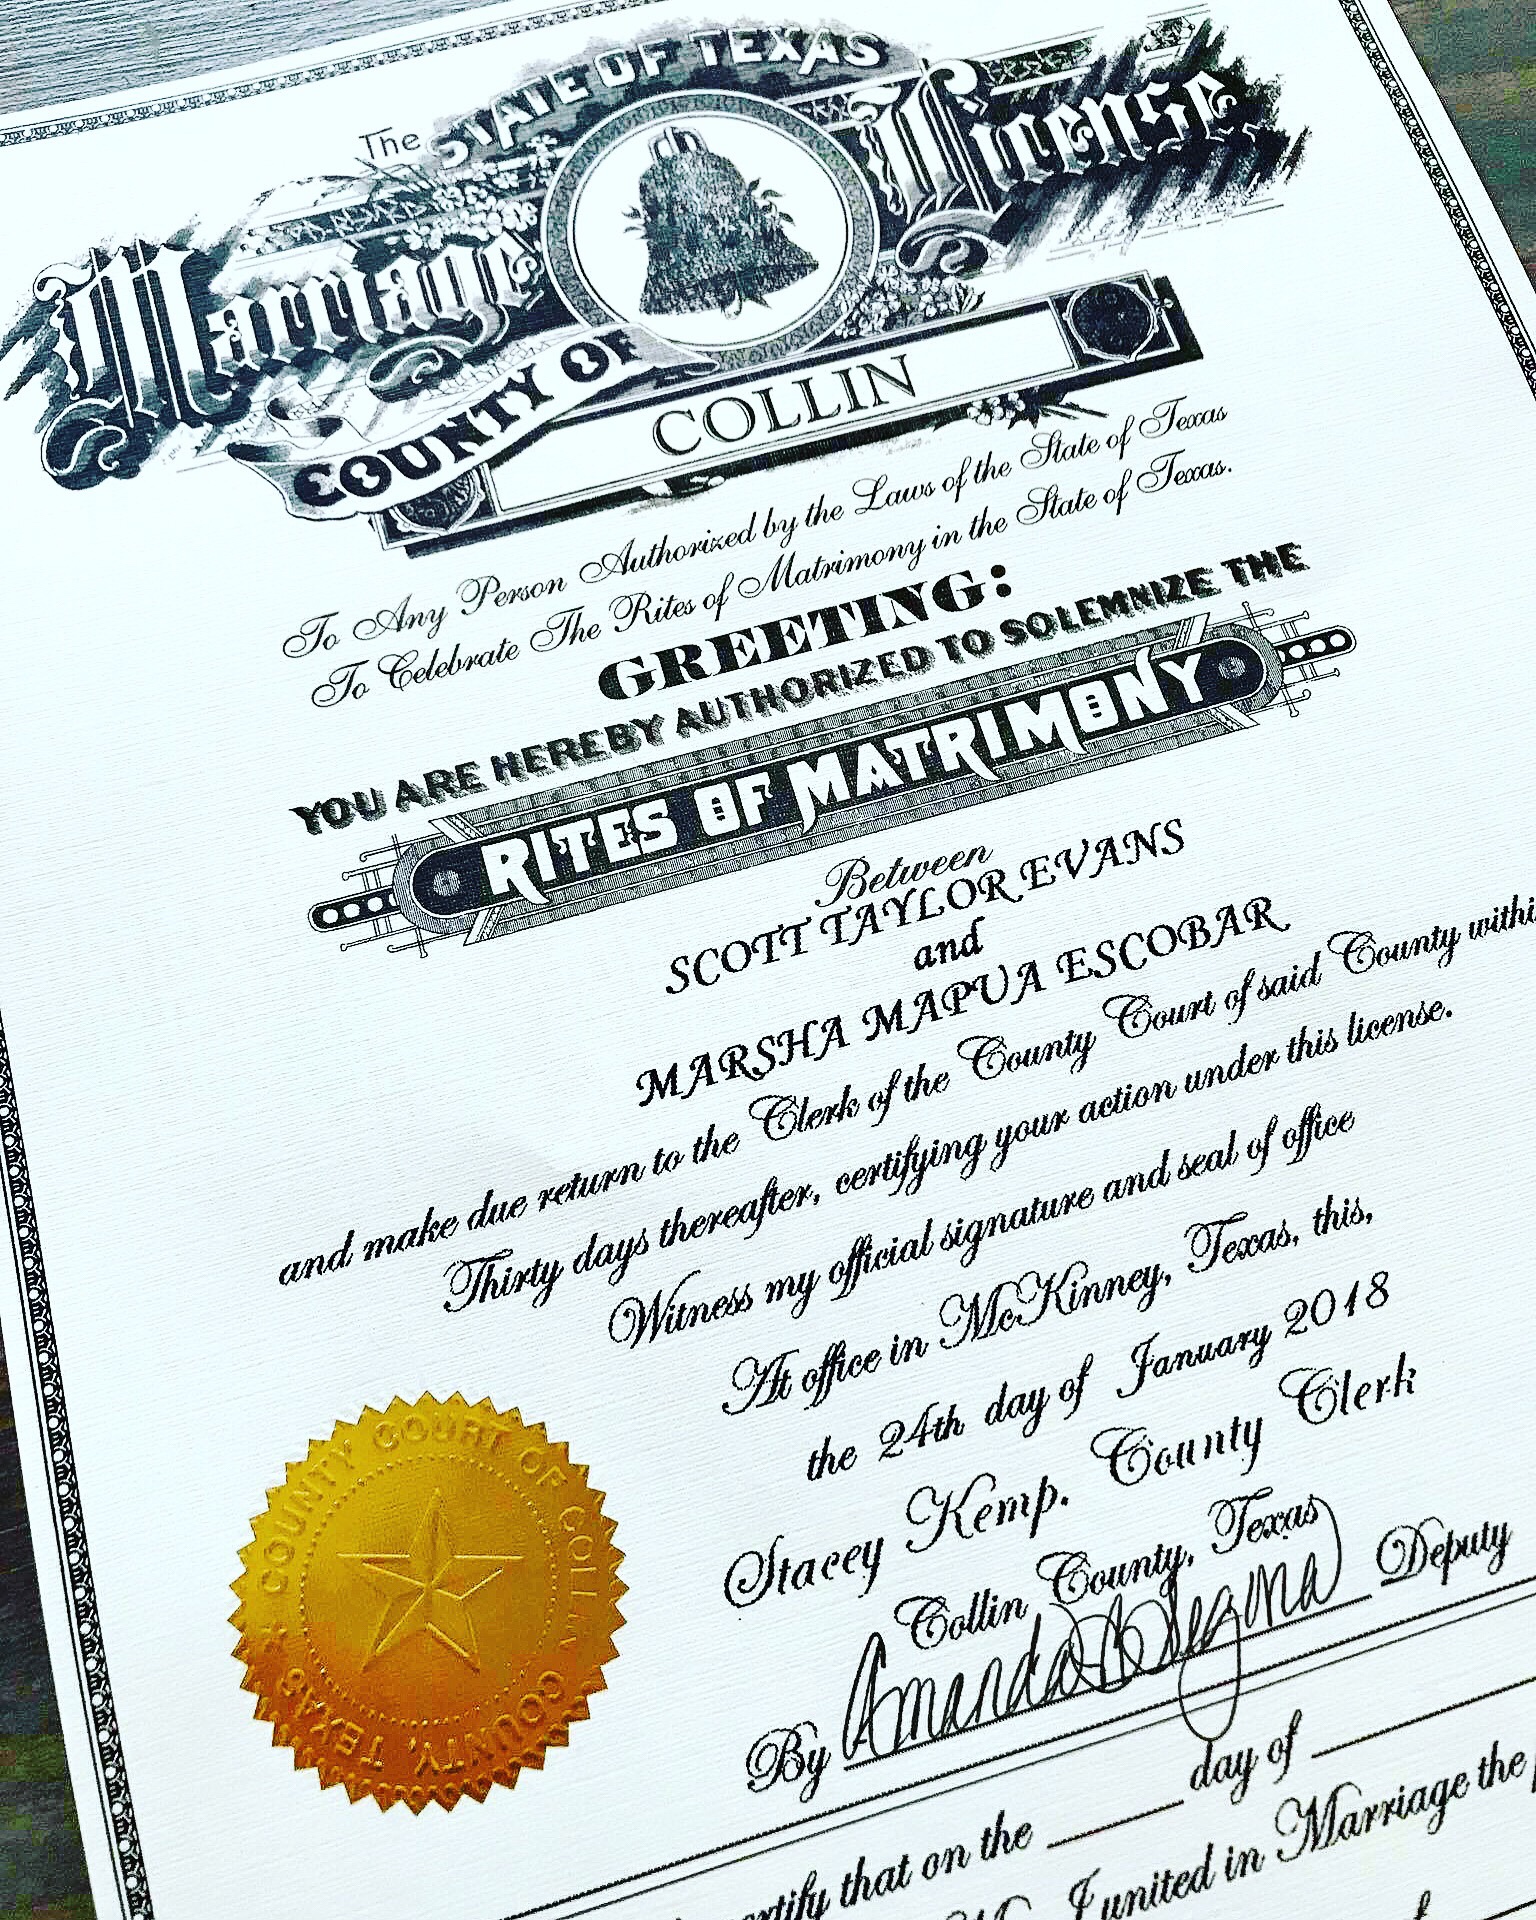 The STATE OF TEXAS
Marriage License
COUNTY OF
COLLIN
To Any Person Authorized by the Laws of the State of Texas
To Celebrate The Rites of Matrimony in the State of Texas.
GREETING:
YOU ARE HEREBY AUTHORIZED TO SOLEMNIZE THE
RITES OF MATRIMONY
Between
SCOTT TAYLOR EVANS
and
MARSHA MAPUA ESCOBAR
and make due return to the Clerk of the County Court of said County withi
Thirty days thereafter, certifying your action under this license.
Witness my official signature and seal of office
At office in McKinney, Texas, this,
the 24th day of January 2018
Stacey Kemp, County Clerk
Collin County, Texas
By Amanda Deputy
COUNTY COURT OF COLLIN
COUNTY, TEXAS
rtify that on the day of
I united in Marriage the